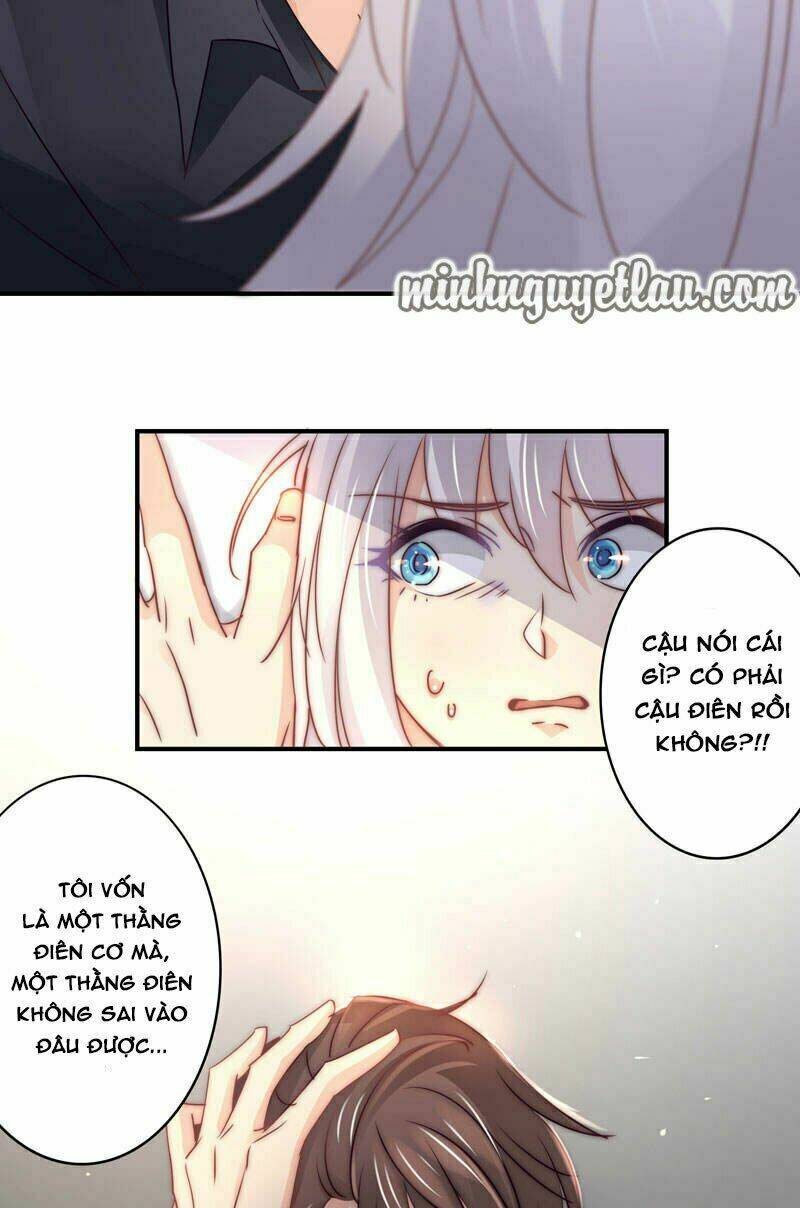 minhnguyetlau.com
CẬU NÓI CÁI
GÌ? CÓ PHẢI
CẬU ĐIÊN RỒI
KHÔNG?!!
TÔI VỐN
LÀ MỘT THẰNG
ĐIÊN CƠ MÀ,
MỘT THẰNG ĐIÊN
KHÔNG SAI VÀO
ĐÂU ĐƯỢC...